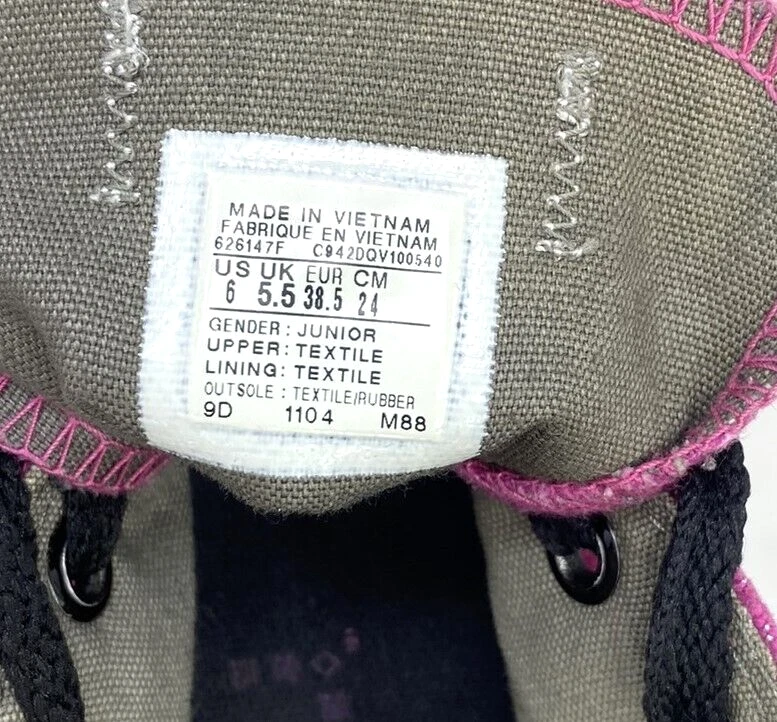 MADE IN VIETNAM
FABRIQUE EN VIETNAM
626147F C942DQV100540
US UK EUR CM
6 5.5 38.5 24
GENDER : JUNIOR
UPPER : TEXTILE
LINING : TEXTILE
OUTSOLE : TEXTILE/RUBBER
9D 1104 M88